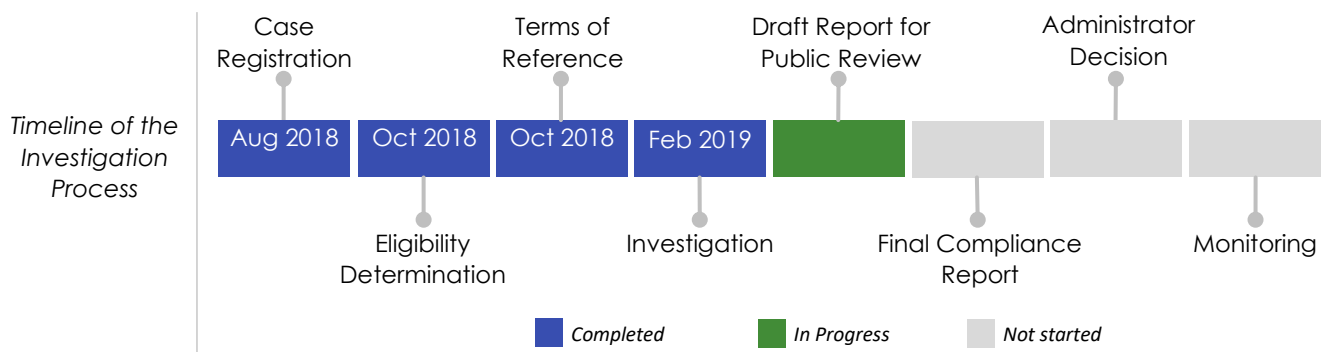 Case
Registration
Terms of
Reference
Draft Report for
Public Review
Administrator
Decision
Timeline of the
Investigation
Process
Aug 2018
Oct 2018
Oct 2018
Feb 2019
Eligibility
Determination
Investigation
Final Compliance
Report
Monitoring
Completed
In Progress
Not started